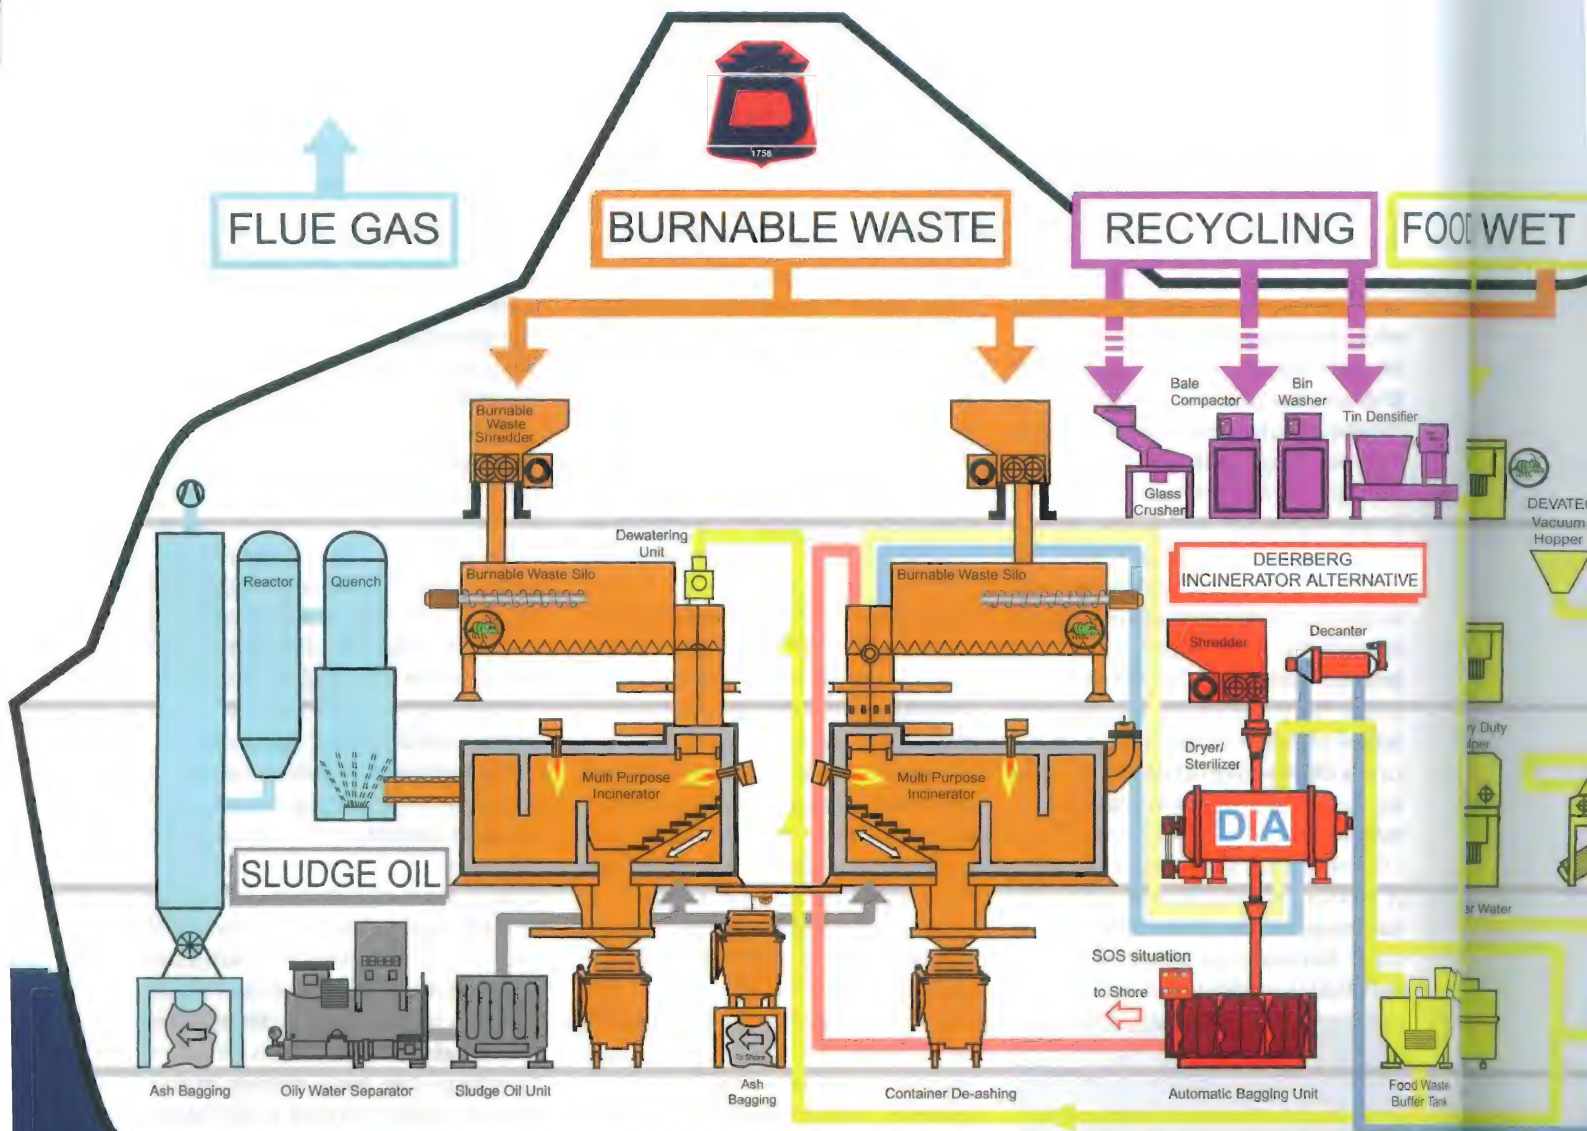 1756
FLUE GAS
BURNABLE WASTE
RECYCLING
FOOD WET
Bale
Compactor
Bin
Washer
Tin Densifier
Burnable
Waste
Shredder
Glass
Crusher
DEVATEC
Vacuum
Hopper
Dewatering
Unit
DEERBERG
INCINERATOR ALTERNATIVE
Reactor
Quench
Burnable Waste Silo
Burnable Waste Silo
Shredder
Decanter
Dryer/
Sterilizer
Multi Purpose
Incinerator
Multi Purpose
Incinerator
DIA
SLUDGE OIL
Water
SOS situation
to Shore
To Shore
Ash Bagging
Oily Water Separator
Sludge Oil Unit
Ash
Bagging
Container De-ashing
Automatic Bagging Unit
Food Waste
Buffer Tank